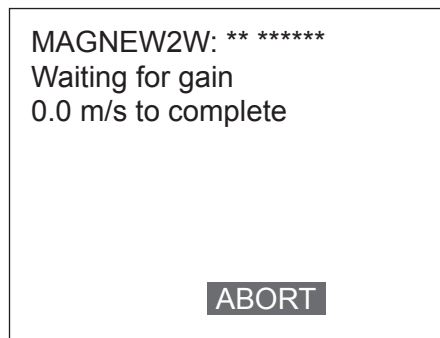 MAGNEW2W: ** ******
Waiting for gain
0.0 m/s to complete
ABORT